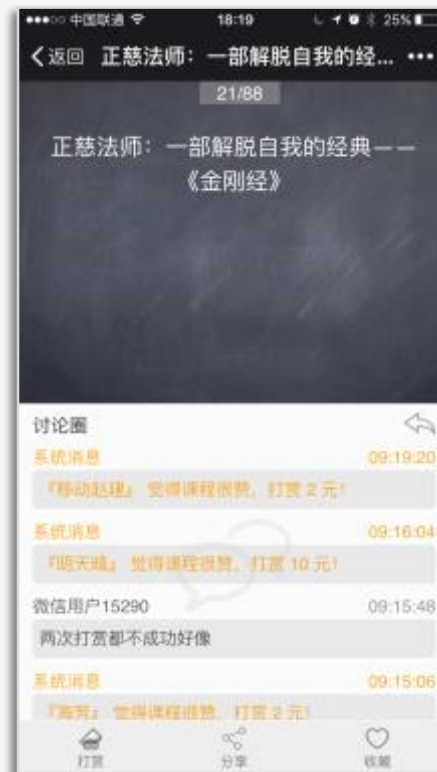 中国联通 18:19 25%
返回 正慈法师：一部解脱自我的经... •••
21/88
正慈法师：一部解脱自我的经典——
《金刚经》
讨论圈
系统消息 09:19:20
『移动赵捷』 觉得课程很赞，打赏 2 元！
系统消息 09:16:04
『明天晴』 觉得课程很赞，打赏 10 元！
微信用户15290 09:15:48
两次打赏都不成功好像
系统消息 09:15:06
『海芳』 觉得课程很赞，打赏 2 元！
打赏 分享 收藏